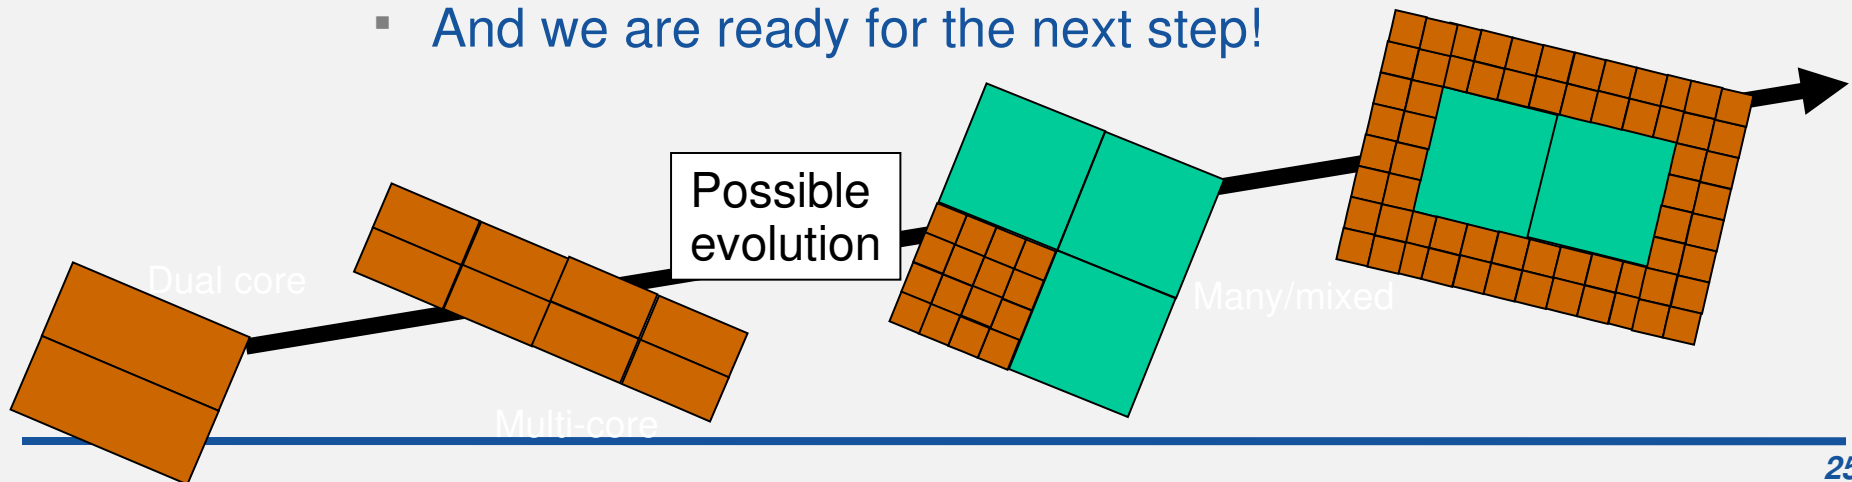 ▪ And we are ready for the next step!
Possible
evolution
Dual core
Many/mixed
Multi-core
25